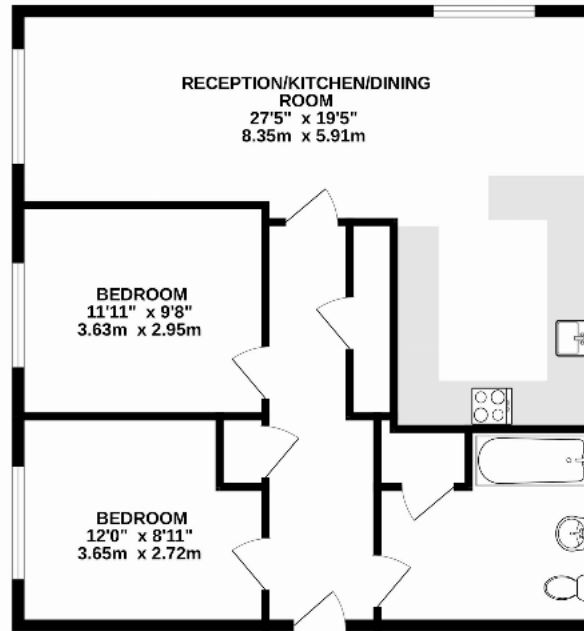 RECEPTION/KITCHEN/DINING
ROOM
27'5" x 19'5"
8.35m x 5.91m
BEDROOM
11'11" x 9'8"
3.63m x 2.95m
BEDROOM
12'0" x 8'11"
3.65m x 2.72m